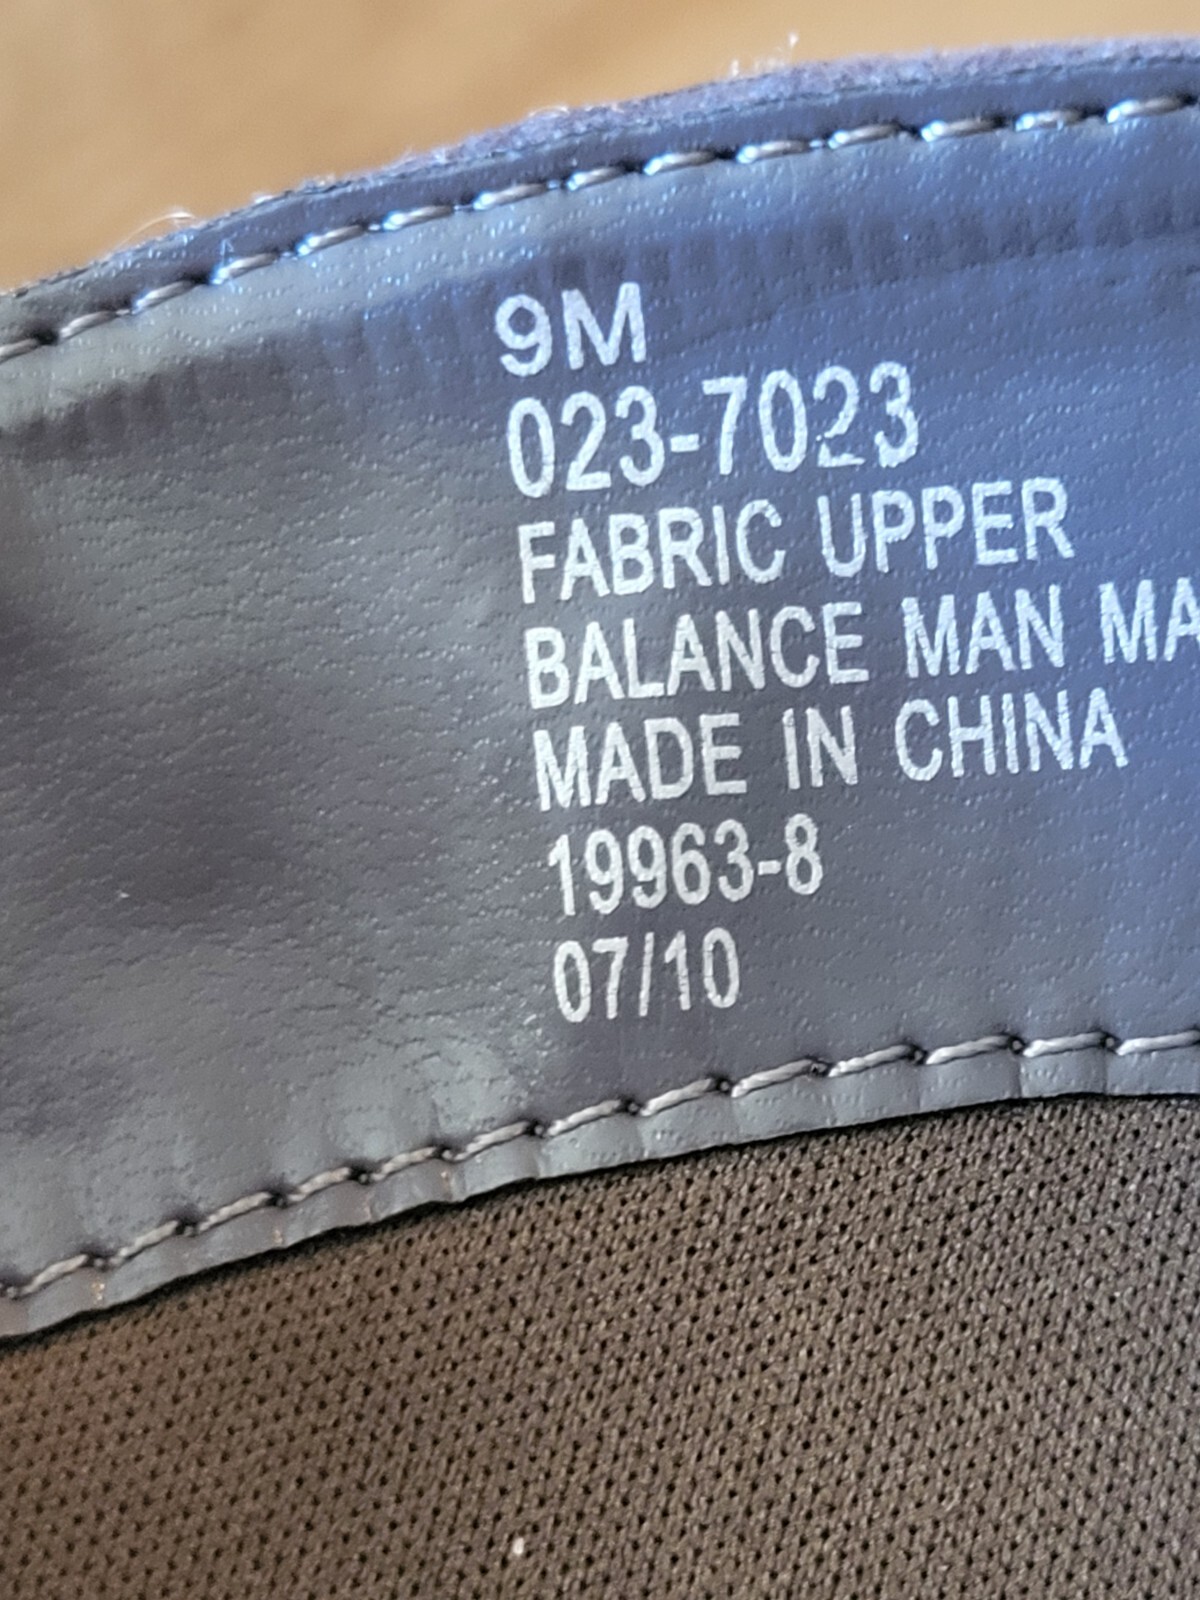 9M
023-7023
FABRIC UPPER
BALANCE MAN MA
MADE IN CHINA
19963-8
07/10